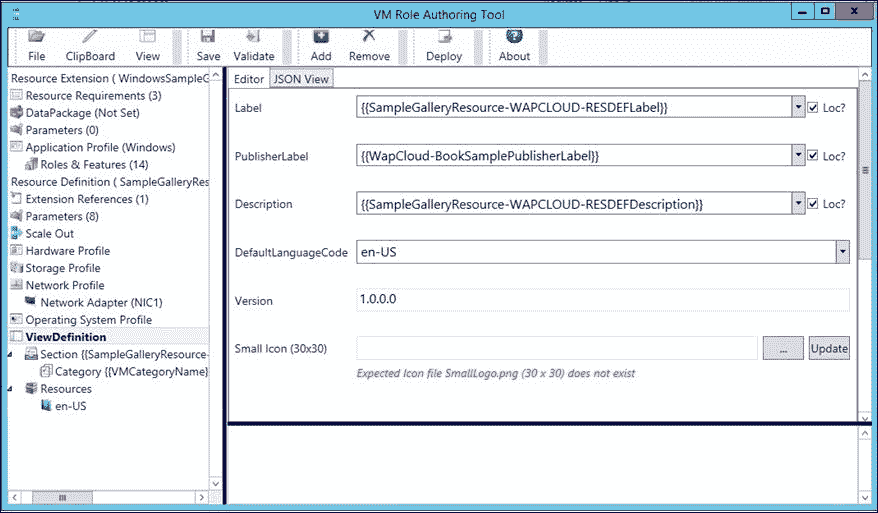 VM Role Authoring Tool
File ClipBoard View Save Validate Add Remove Deploy About
Resource Extension ( WindowsSampleG
Resource Requirements (3)
DataPackage (Not Set)
Parameters (0)
Application Profile (Windows)
Roles & Features (14)
Resource Definition ( SampleGalleryRes
Extension References (1)
Parameters (8)
Scale Out
Hardware Profile
Storage Profile
Network Profile
Network Adapter (NIC1)
Operating System Profile
ViewDefinition
Section {{SampleGalleryResource-
Category {{VMCategoryName}
Resources
en-US
Editor JSON View
Label {{SampleGalleryResource-WAPCLOUD-RESDEFLabel}} Loc?
PublisherLabel {{WapCloud-BookSamplePublisherLabel}} Loc?
Description {{SampleGalleryResource-WAPCLOUD-RESDEFDescription}} Loc?
DefaultLanguageCode en-US
Version 1.0.0.0
Small Icon (30x30) ... Update
Expected Icon file SmallLogo.png (30 x 30) does not exist